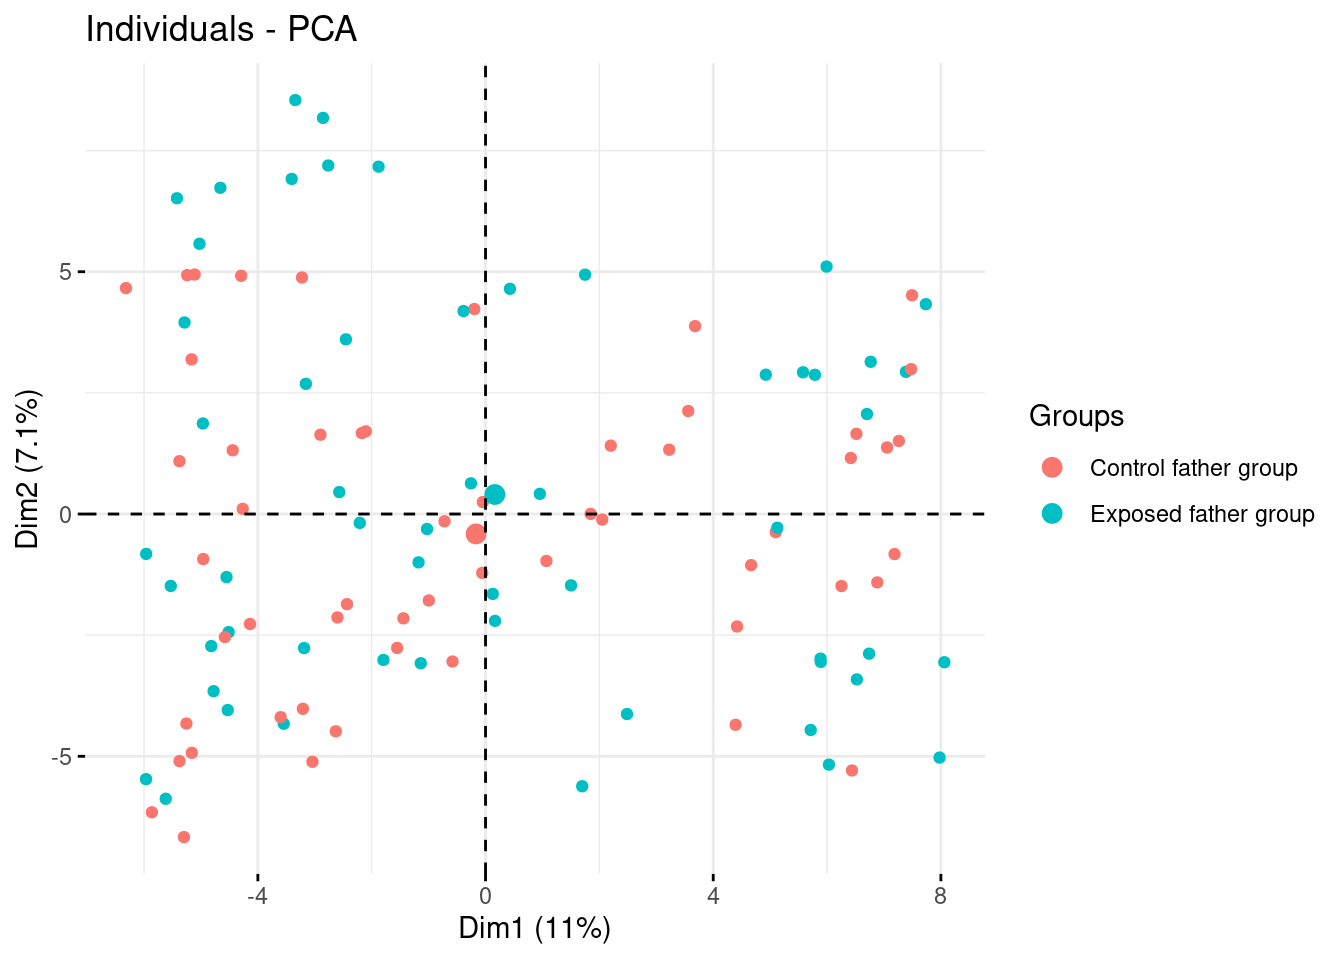 Individuals - PCA
5
0
-5
Dim2 (7.1%)
-4
0
4
8
Dim1 (11%)
Groups
Control father group
Exposed father group